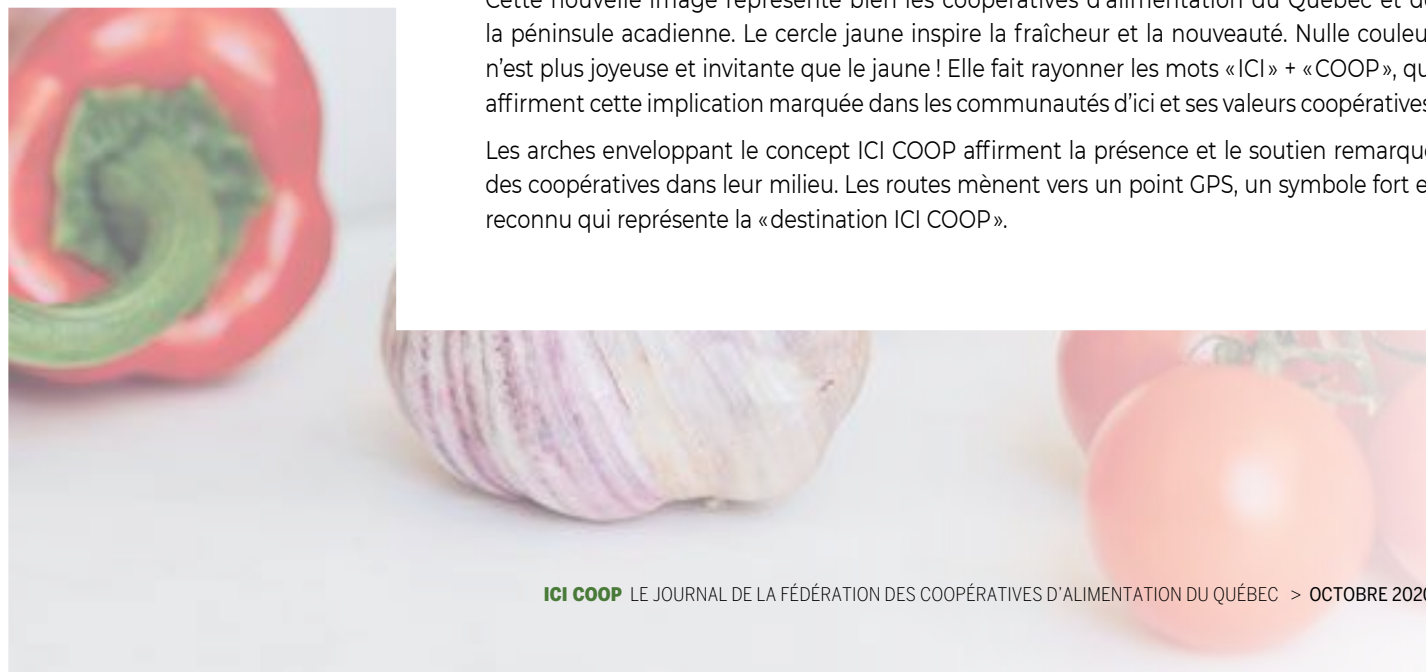 Cette nouvelle image représente bien les coopératives d'alimentation du Québec et de
la péninsule acadienne. Le cercle jaune inspire la fraîcheur et la nouveauté. Nulle couleu
n'est plus joyeuse et invitante que le jaune ! Elle fait rayonner les mots «ICI» + «COOP», qu
affirment cette implication marquée dans les communautés d'ici et ses valeurs coopératives
Les arches enveloppant le concept ICI COOP affirment la présence et le soutien remarqu
des coopératives dans leur milieu. Les routes mènent vers un point GPS, un symbole fort e
reconnu qui représente la «destination ICI COOP».
ICI COOP LE JOURNAL DE LA FÉDÉRATION DES COOPÉRATIVES D'ALIMENTATION DU QUÉBEC > OCTOBRE 2020